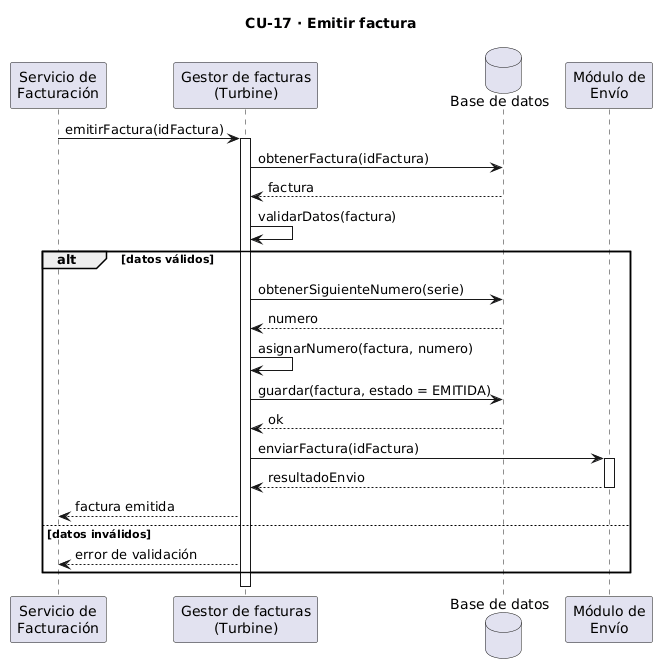 CU-17 · Emitir factura
Servicio de
Facturación
Gestor de facturas
(Turbine)
Base de datos
Módulo de
Envío
emitirFactura(idFactura)
obtenerFactura(idFactura)
factura
validarDatos(factura)
alt
[datos válidos]
obtenerSiguienteNumero(serie)
numero
asignarNumero(factura, numero)
guardar(factura, estado = EMITIDA)
ok
enviarFactura(idFactura)
resultadoEnvio
factura emitida
[datos inválidos]
error de validación
Servicio de
Facturación
Gestor de facturas
(Turbine)
Base de datos
Módulo de
Envío